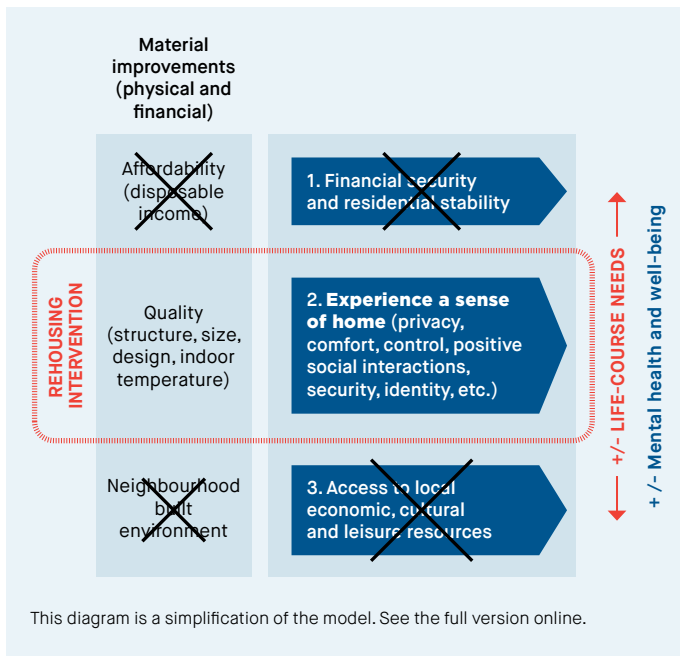 Material
improvements
(physical and
financial)
Affordability
(disposable
income)
1. Financial security
and residential stability
REHOUSING
INTERVENTION
Quality
(structure, size,
design, indoor
temperature)
2. Experience a sense
of home (privacy,
comfort, control, positive
social interactions,
security, identity, etc.)
Neighbourhood
built
environment
3. Access to local
economic, cultural
and leisure resources
+/- LIFE-COURSE NEEDS
+ /- Mental health and well-being
This diagram is a simplification of the model. See the full version online.